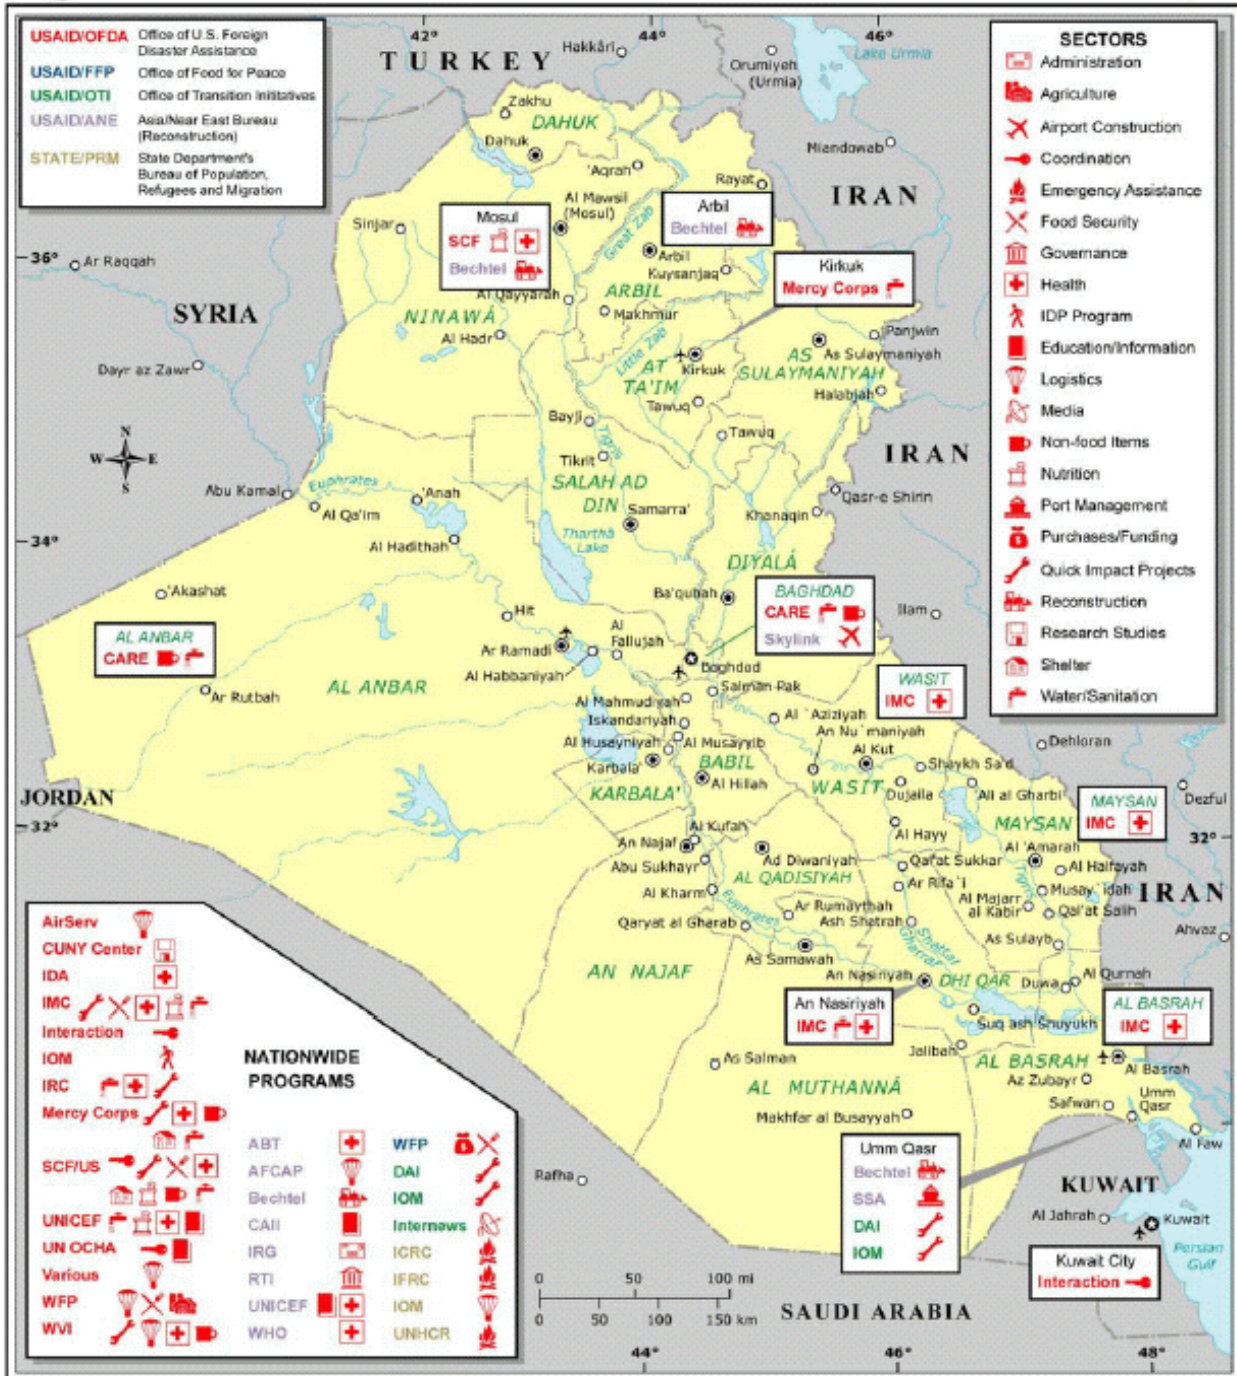 USAID/OFDA Office of U.S. Foreign
Disaster Assistance
USAID/FFP Office of Food for Peace
USAID/OTI Office of Transition Inititatives
USAID/ANE Asia/Near East Bureau
(Reconstruction)
STATE/PRM State Department's
Bureau of Population,
Refugees and Migration
SECTORS
Administration
Agriculture
Airport Construction
Coordination
Emergency Assistance
Food Security
Governance
Health
IDP Program
Education/Information
Logistics
Media
Non-food Items
Nutrition
Port Management
Purchases/Funding
Quick Impact Projects
Reconstruction
Research Studies
Shelter
Water/Sanitation
42°
44°
46°
TURKEY
Hakkâri
Orumiyeh
(Urmia)
Lake Urmia
Zakhu
DAHUK
Dahuk
'Aqrah
Miandowab
Rayat
IRAN
Al Mawsil
(Mosul)
Mosul
SCF
Bechtel
Arbil
Bechtel
Sinjar
Great Zab
36°
Ar Raqqah
Arbil
Kuysanjaq
Kirkuk
Mercy Corps
SYRIA
Al Qayyarah
ARBIL
NINAWÁ
Makhmur
Al Hadr
Little Zab
Panjwin
AS
SULAYMANIYAH
As Sulaymaniyah
Dayr az Zawr
AT
TA'IM
Kirkuk
Halabjah
Tawuq
Bayji
Tigris
Tawuq
N
W E
S
Tikrit
IRAN
SALAH AD
DIN
Abu Kamal
Euphrates
'Anah
Al Qa'im
Qasr-e Shirin
Samarra'
Khanaqin
34°
Al Hadithah
Tharthā
Lake
DIYALÁ
'Akashat
Ba'qubah
BAGHDAD
CARE
Skylink
Ilam
Hit
AL ANBAR
CARE
Al
Fallujah
Ar Ramadi
Al Habbaniyah
Baghdad
Ar Rutbah
AL ANBAR
Salman Pak
WASIT
IMC
Al Mahmudiyah
Iskandariyah
Al `Aziziyah
An Nu`maniyah
Al Husayniyah
Al Musayyib
Al Kut
Dehloran
BABIL
Karbala'
Al Hillah
Shaykh Sa'd
KARBALA'
WASIT
Dujaila
Ali al Gharbi
JORDAN
MAYSAN
IMC
Dezful
32°
Al Kufah
Al Hayy
MAYSAN
32°
An Najaf
Ad Diwaniyah
Al 'Amarah
Abu Sukhayr
AL QADISIYAH
Qal'at Sukkar
Al Halfayah
Al Kharm
Ar Rifa`i
Tigris
Musay`idah
IRAN
Euphrates
Ar Rumaythah
Al Majarr
al Kabir
Qal'at Salih
Qaryat al Gharab
Ash Shatrah
Shattar
Gharraf
Ahvaz
As Samawah
As Sulayb
AN NAJAF
An Nasiriyah
DHI QAR
Duwa
Al Qurnah
An Nasiriyah
IMC
Suq ash Shuyukh
AL BASRAH
IMC
As Salman
Jalibah
AL BASRAH
Al Basrah
AL MUTHANNÁ
Az Zubayr
Makhfar al Busayyah
Safwan
Umm
Qasr
Al Faw
Umm Qasr
Bechtel
SSA
DAI
IOM
Rafha
KUWAIT
Al Jahrah
Kuwait
Kuwait City
Interaction
Persian
Gulf
SAUDI ARABIA
0 50 100 mi
0 50 100 150 km
AirServ
CUNY Center
IDA
IMC
Interaction
IOM
IRC
Mercy Corps
SCF/US
UNICEF
UN OCHA
Various
WFP
WVI
NATIONWIDE
PROGRAMS
ABT
AFCAP
Bechtel
CAII
IRG
RTI
UNICEF
WHO
WFP
DAI
IOM
Internews
ICRC
IFRC
IOM
UNHCR
44°
46°
48°